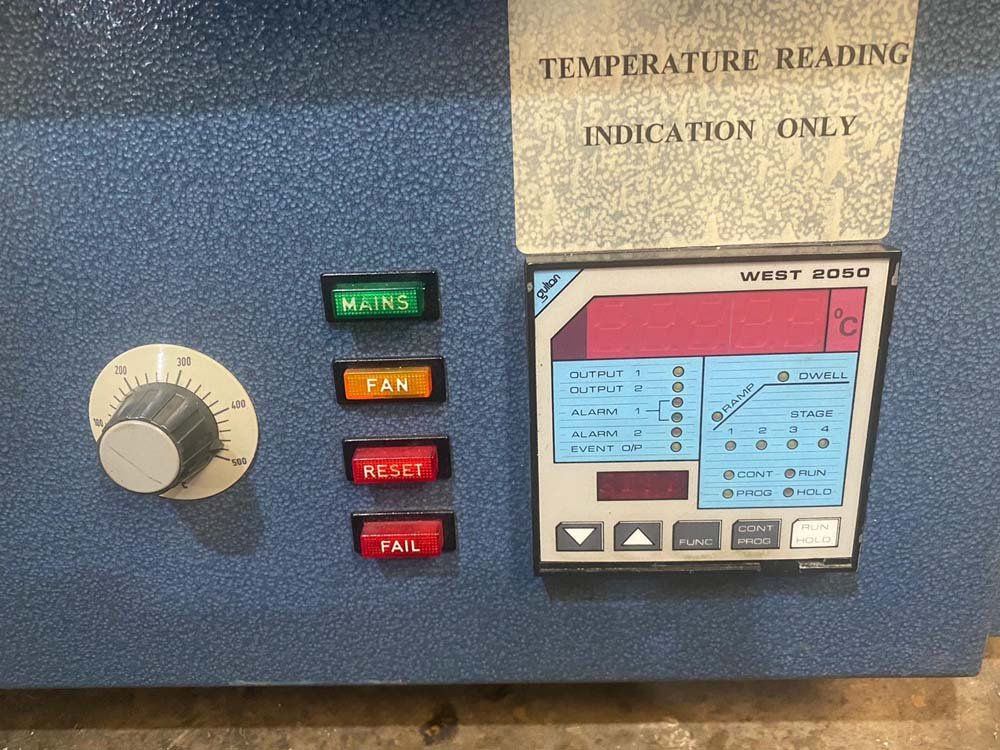 TEMPERATURE READING
INDICATION ONLY
gulton
WEST 2050
°C
MAINS
FAN
RESET
FAIL
100
200
300
400
500
OUTPUT 1
OUTPUT 2
ALARM 1
ALARM 2
EVENT O/P
RAMP
DWELL
STAGE
1 2 3 4
CONT RUN
PROG HOLD
FUNC
CONT
PROG
RUN
HOLD